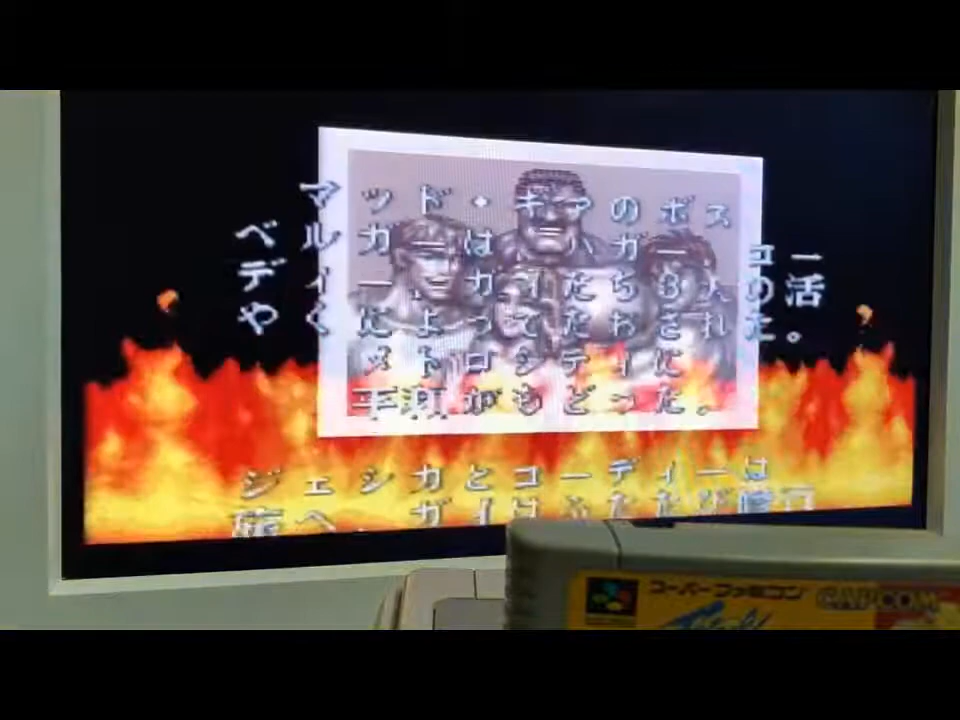 マッド・ギアのボス
ベルガーは、ハガー、コー
ディー、ガイたち3人の活
やくによってたおされた。
メトロシティに
平和がもどった。
ジェシカとコーディーは
ガイはふたたび
スーパーファミコン
CAPCOM